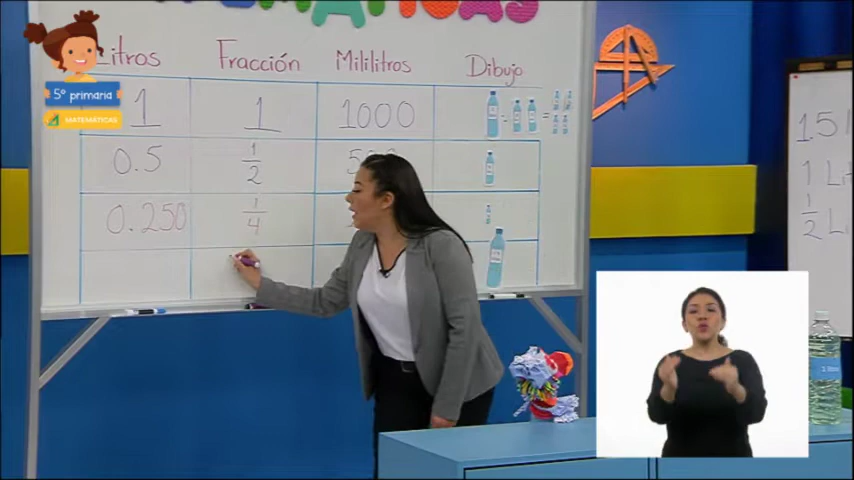 Litros Fracción Mililitros Dibujo
1 1 1000
0.5 1/2
0.250 1/4
5º primaria
MATEMÁTICAS
1.5
1
1/2 L